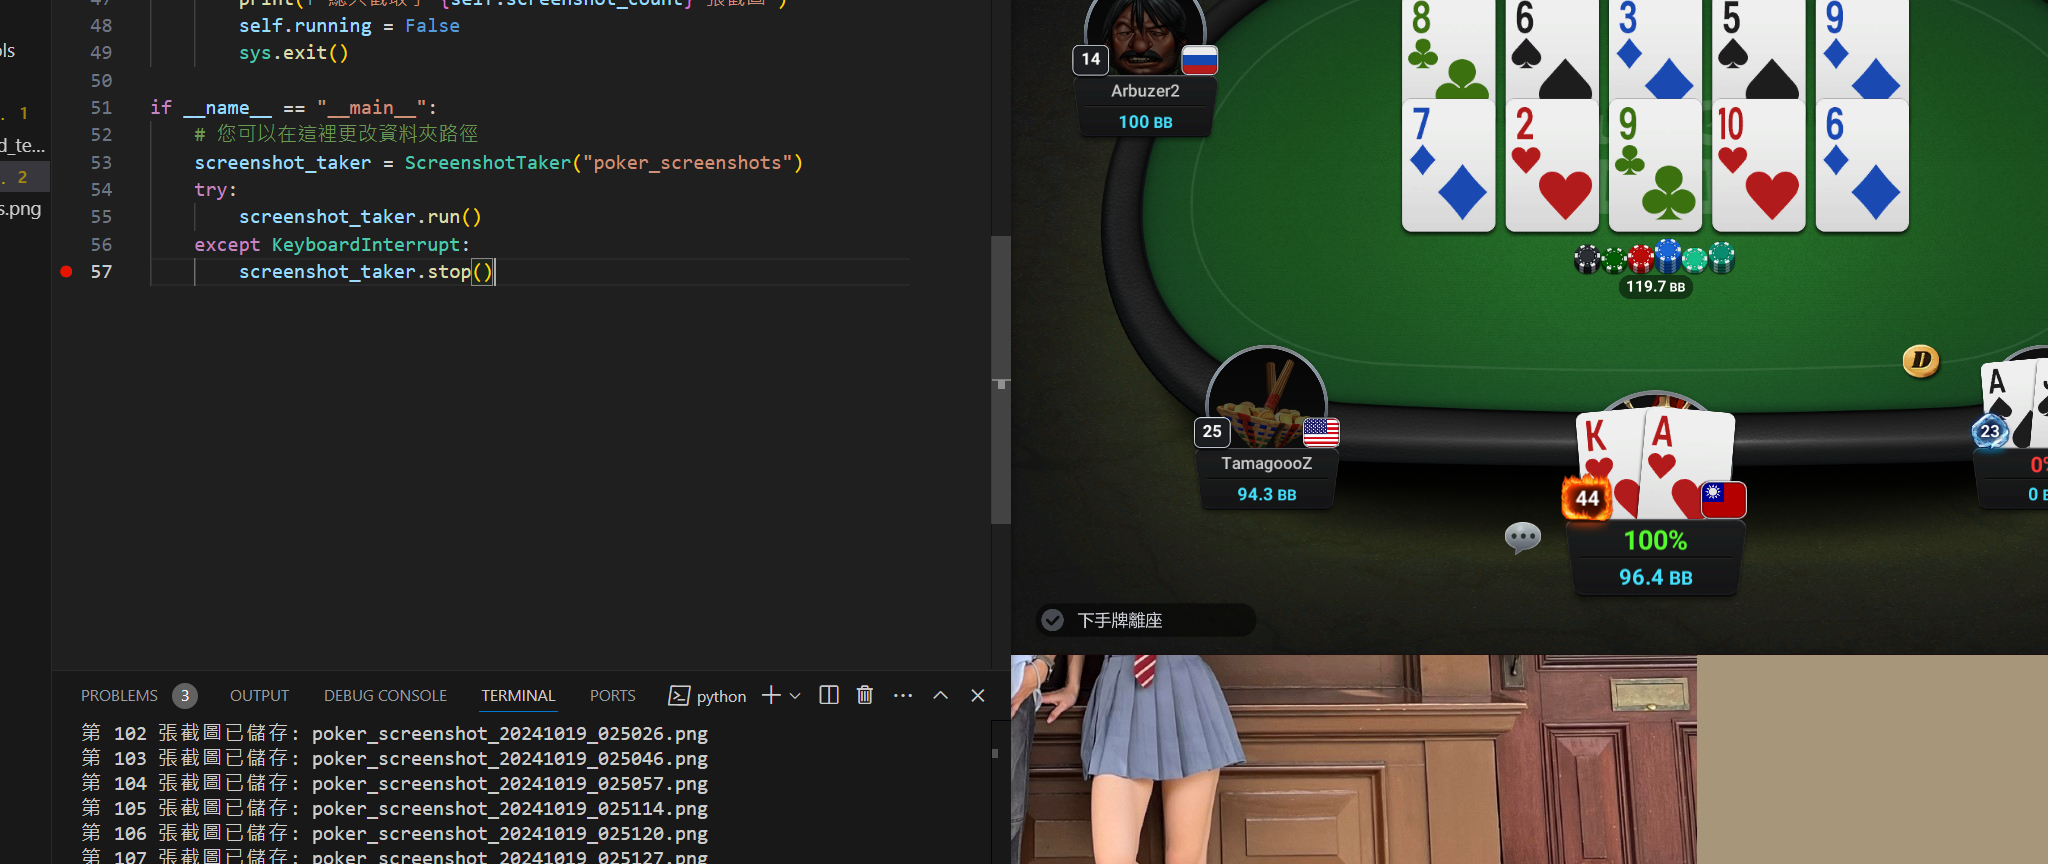 ols
1
d_te...
2
s.png
47
print(f"總共截取了 {self.screenshot_count} 張截圖")
48 self.running = False
49 sys.exit()
50
51 if __name__ == "__main__":
52 # 您可以在這裡更改資料夾路徑
53 screenshot_taker = ScreenshotTaker("poker_screenshots")
54 try:
55 screenshot_taker.run()
56 except KeyboardInterrupt:
57 screenshot_taker.stop()
PROBLEMS 3 OUTPUT DEBUG CONSOLE TERMINAL PORTS python
第 102 張截圖已儲存: poker_screenshot_20241019_025026.png
第 103 張截圖已儲存: poker_screenshot_20241019_025046.png
第 104 張截圖已儲存: poker_screenshot_20241019_025057.png
第 105 張截圖已儲存: poker_screenshot_20241019_025114.png
第 106 張截圖已儲存: poker_screenshot_20241019_025120.png
第 107 張截圖已儲存: poker_screenshot_20241019_025127.png
8 6 3 5 9
14
Arbuzer2
100 BB
7 2 9 10 6
119.7 BB
D
25
TamagoooZ
94.3 BB
K A
44
100%
96.4 BB
A
23
0%
0 B
下手牌離座